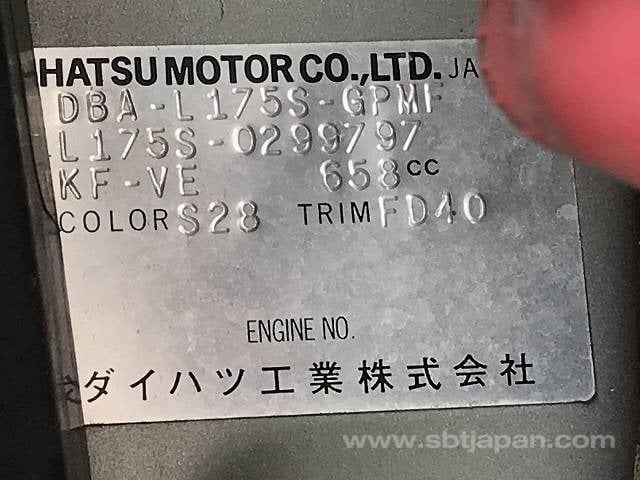 HATSU MOTOR CO.,LTD. JA
DBA-L175S-GPMF
L175S-0299797
KF-VE 658cc
COLOR S28 TRIM FD40
ENGINE NO.
ダイハツ工業株式会社
www.sbtjapan.com